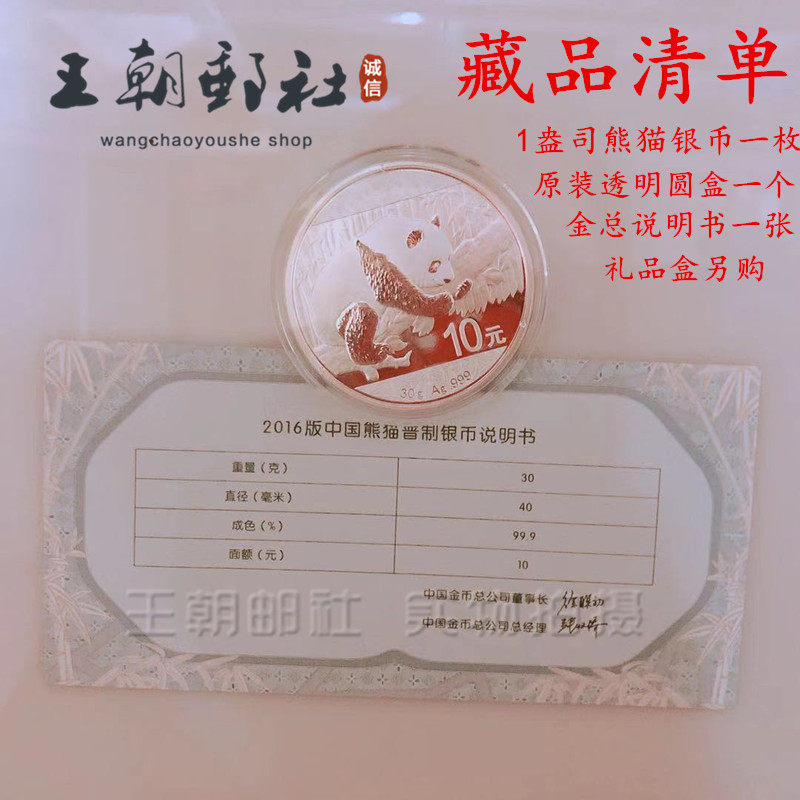 王朝郵社
诚信
wangchaoyoushe shop
藏品清单
1盎司熊猫银币一枚
原装透明圆盒一个
金总说明书一张
礼品盒另购
10元
30g Ag 999
2016版中国熊猫普制银币说明书
重量（克） 30
直径（毫米） 40
成色（%） 99.9
面额（元） 10
中国金币总公司董事长
中国金币总公司总经理
王朝邮社 实物拍摄